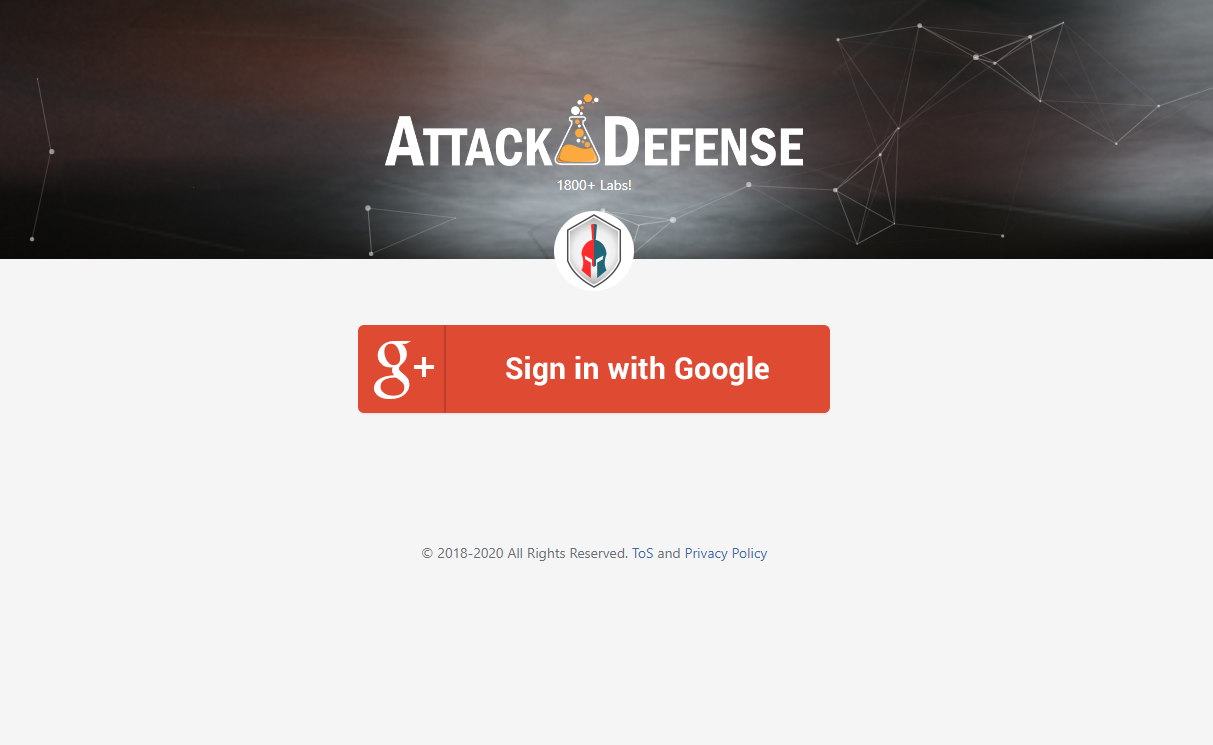 ATTACK DEFENSE
1800+ Labs!
g+ Sign in with Google
© 2018-2020 All Rights Reserved. ToS and Privacy Policy